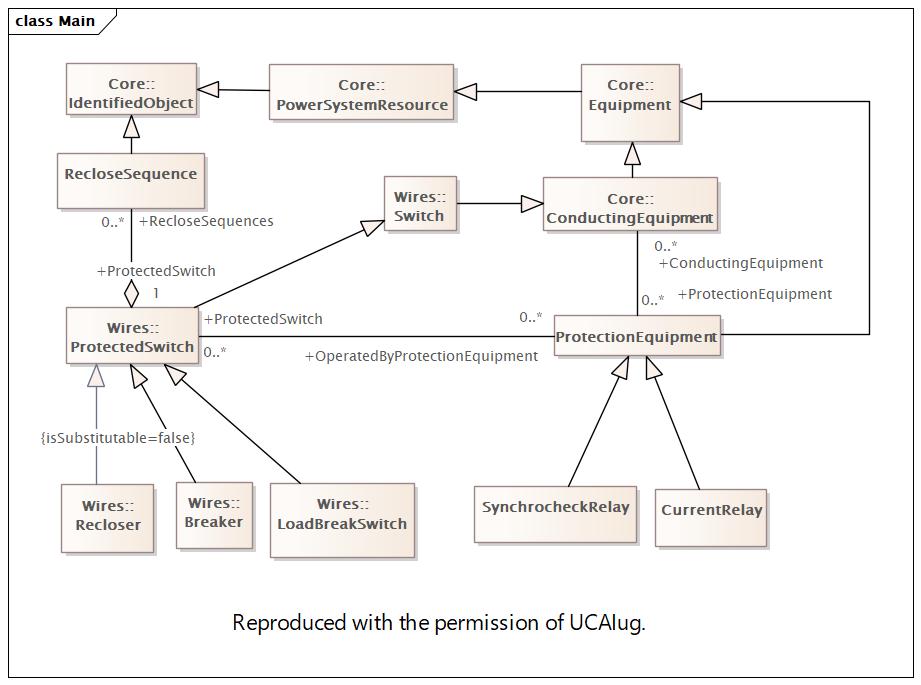 class Main
Core::
IdentifiedObject
Core::
PowerSystemResource
Core::
Equipment
RecloseSequence
Wires::
Switch
Core::
ConductingEquipment
0..*
+RecloseSequences
0..*
+ConductingEquipment
+ProtectedSwitch
1
0..*
+ProtectionEquipment
Wires::
ProtectedSwitch
+ProtectedSwitch
0..*
0..*
+OperatedByProtectionEquipment
ProtectionEquipment
{isSubstitutable=false}
Wires::
Recloser
Wires::
Breaker
Wires::
LoadBreakSwitch
SynchrocheckRelay
CurrentRelay
Reproduced with the permission of UCAIug.